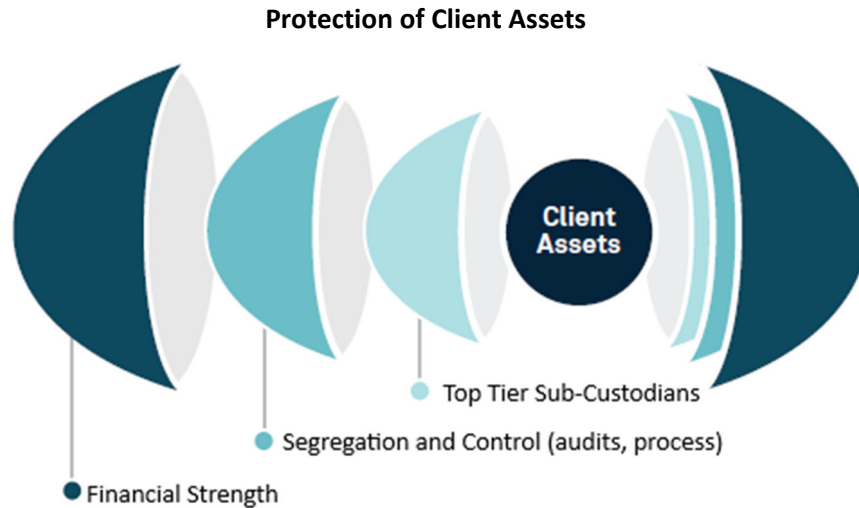 Protection of Client Assets
Client
Assets
Top Tier Sub-Custodians
Segregation and Control (audits, process)
Financial Strength